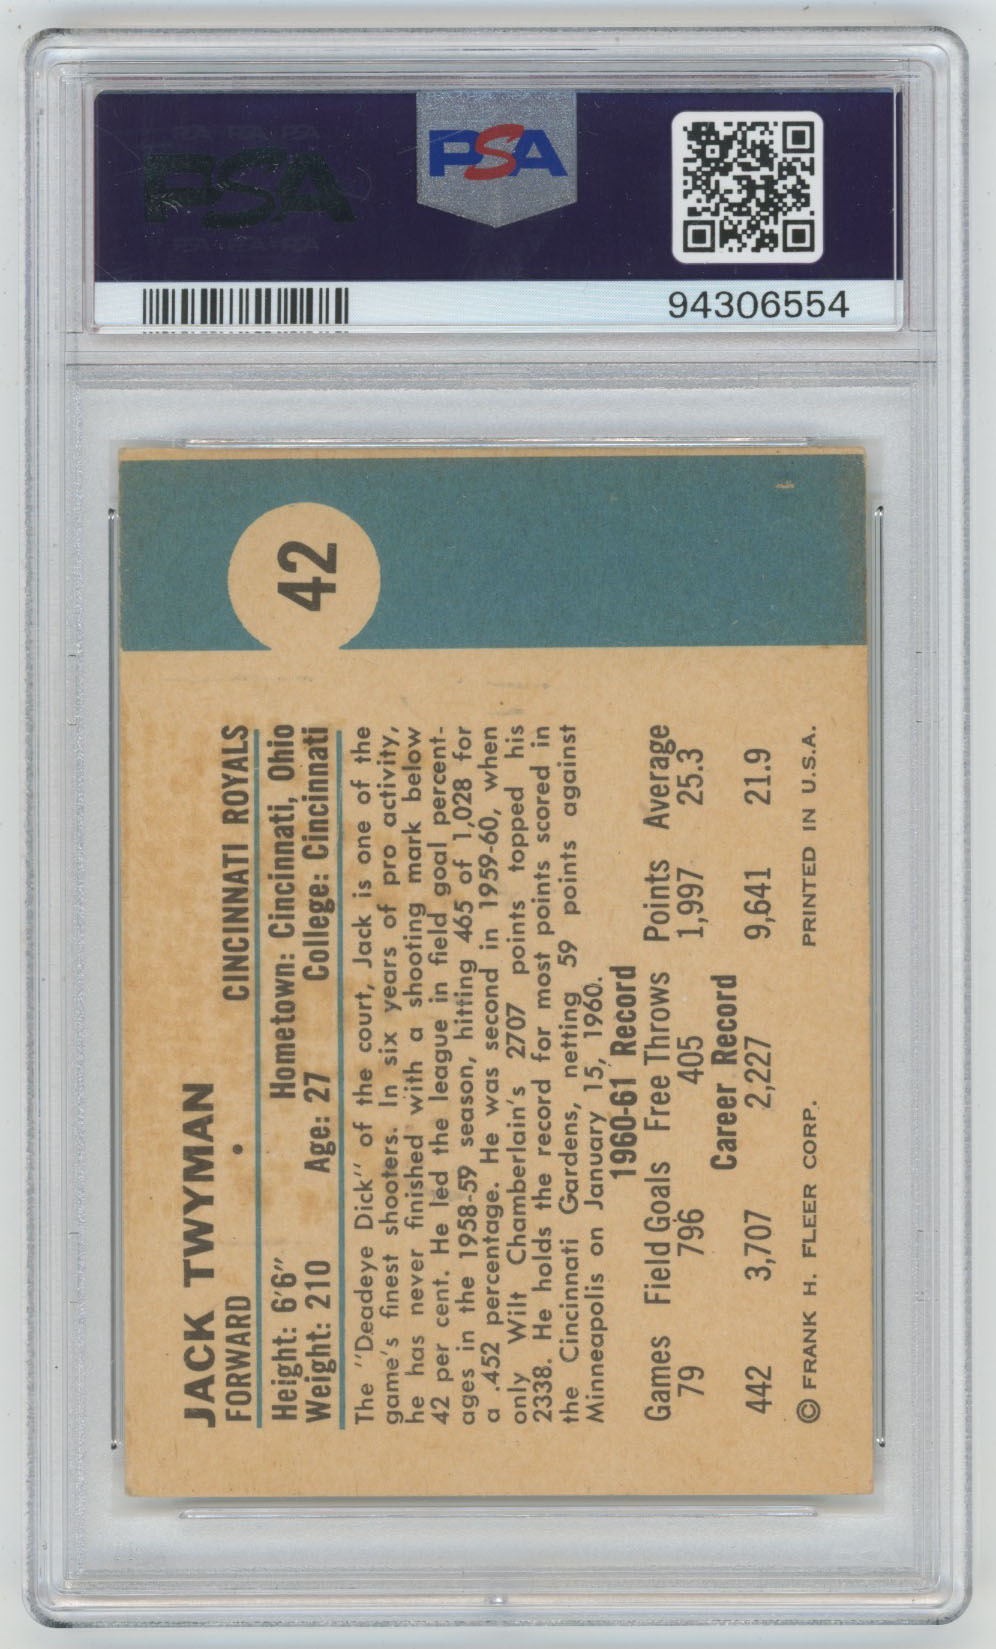 PSA PSA PSA
PSA
PSA PSA PSA
PSA
94306554
42
JACK TWYMAN
FORWARD • CINCINNATI ROYALS
Height: 6'6" Hometown: Cincinnati, Ohio
Weight: 210 Age: 27 College: Cincinnati
The "Deadeye Dick" of the court, Jack is one of the
game's finest shooters. In six years of pro activity,
he has never finished with a shooting mark below
42 per cent. He led the league in field goal percent-
ages in the 1958-59 season, hitting 465 of 1,028 for
a .452 percentage. He was second in 1959-60, when
only Wilt Chamberlain's 2707 points topped his
2338. He holds the record for most points scored in
the Cincinnati Gardens, netting 59 points against
Minneapolis on January 15, 1960.
1960-61 Record
Games Field Goals Free Throws Points Average
79 796 405 1,997 25.3
Career Record
442 3,707 2,227 9,641 21.9
© FRANK H. FLEER CORP. PRINTED IN U.S.A.